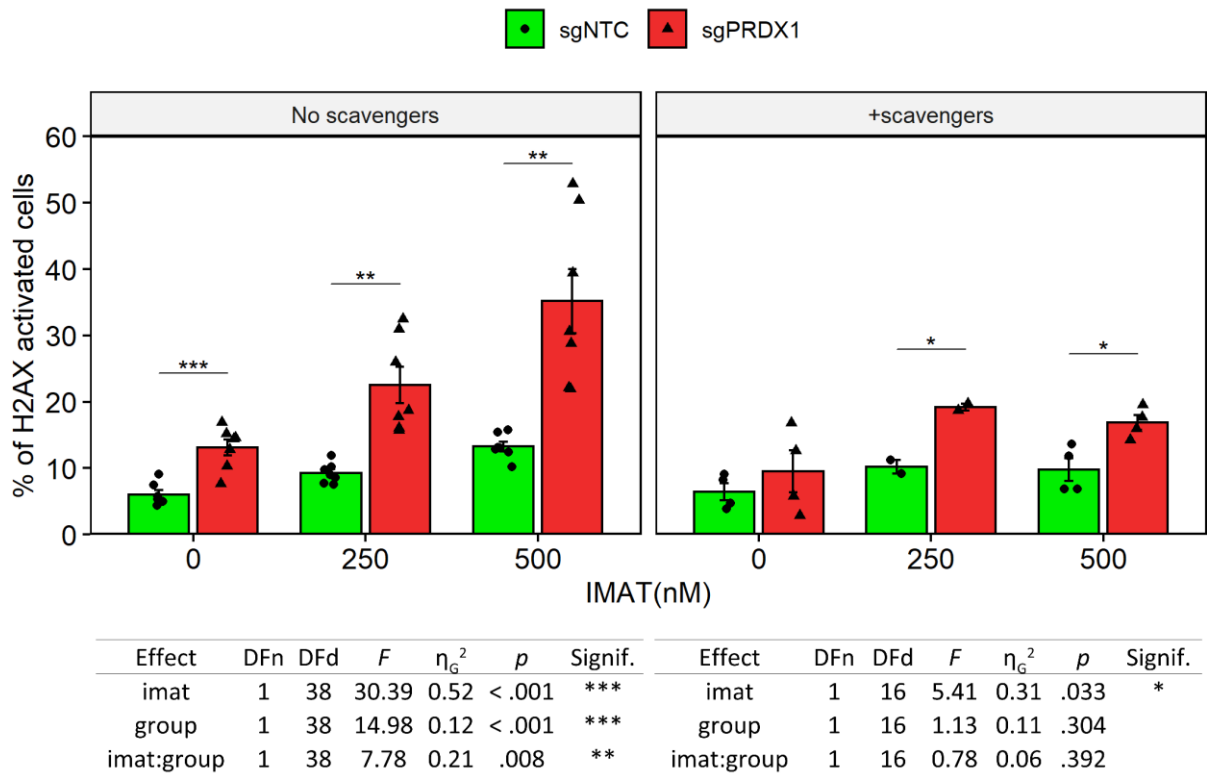 sgNTC sgPRDX1
No scavengers +scavengers
% of H2AX activated cells
60
50
40
30
20
10
0
***
**
**
*
*
0 250 500 0 250 500
IMAT(nM)
Effect DFn DFd F ηG² p Signif.
imat 1 38 30.39 0.52 < .001 ***
group 1 38 14.98 0.12 < .001 ***
imat:group 1 38 7.78 0.21 .008 **
Effect DFn DFd F ηG² p Signif.
imat 1 16 5.41 0.31 .033 *
group 1 16 1.13 0.11 .304
imat:group 1 16 0.78 0.06 .392